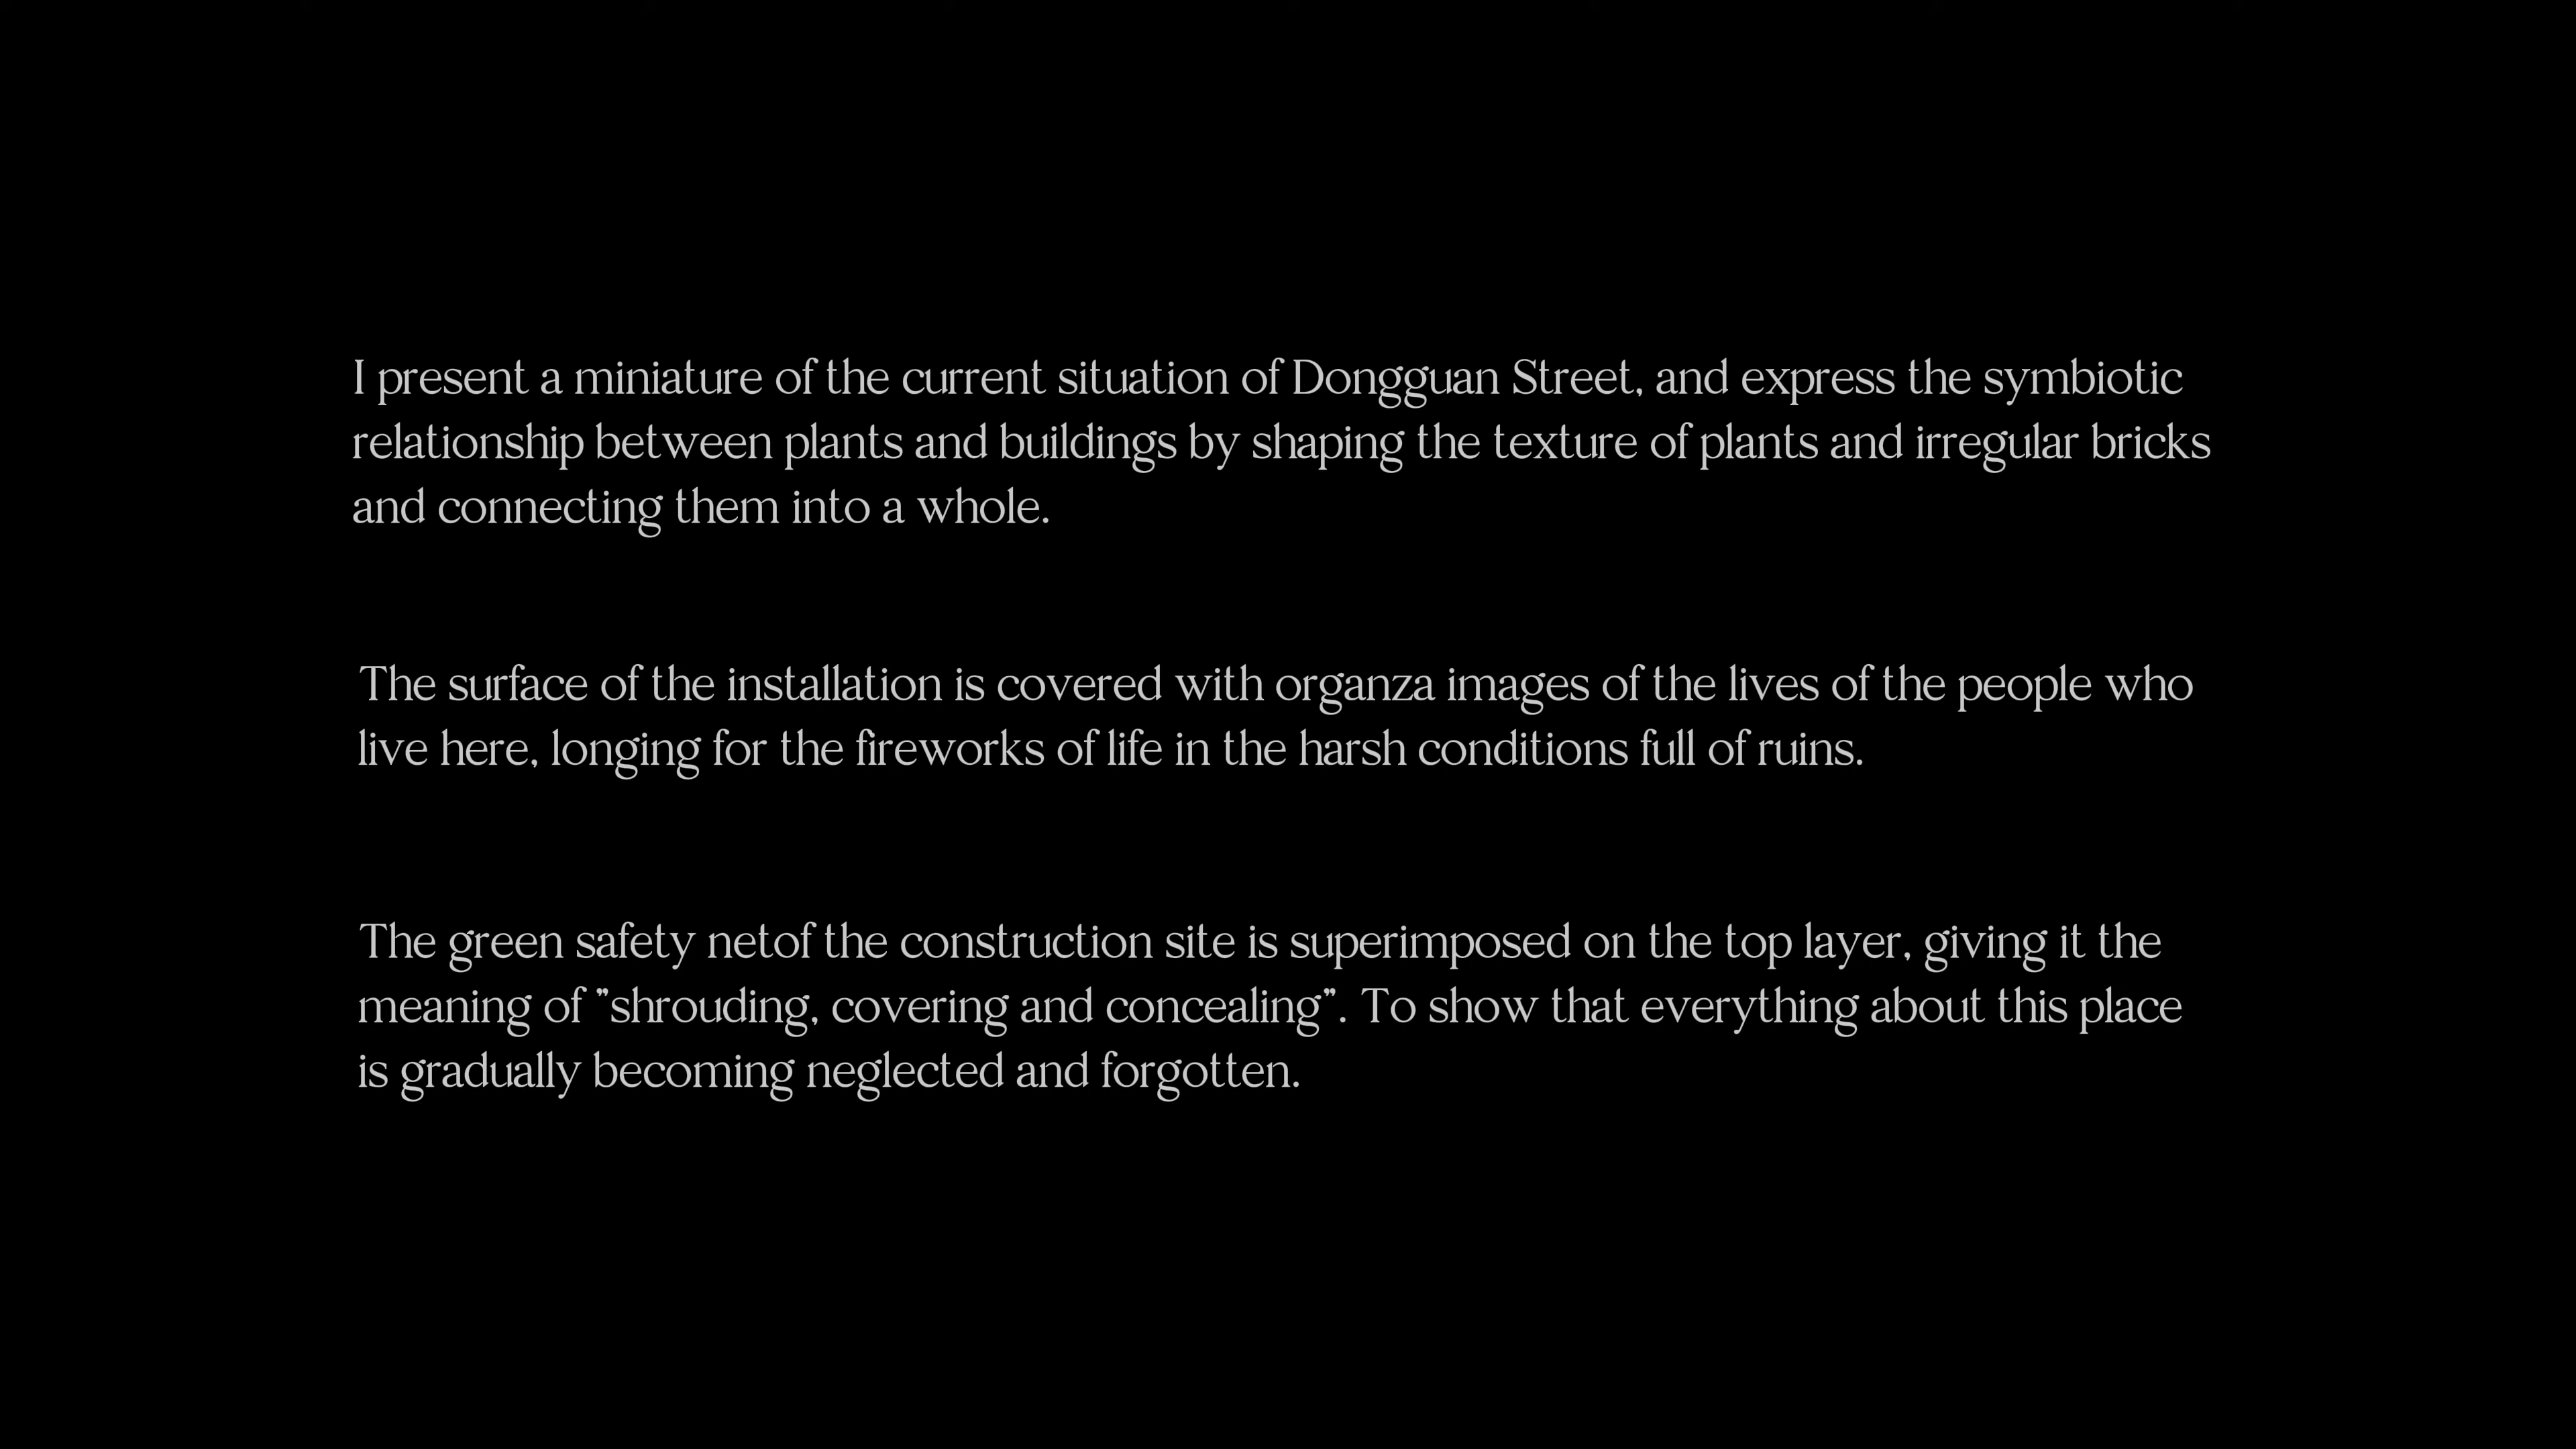 I present a miniature of the current situation of Dongguan Street, and express the symbiotic
relationship between plants and buildings by shaping the texture of plants and irregular bricks
and connecting them into a whole.
The surface of the installation is covered with organza images of the lives of the people who
live here, longing for the fireworks of life in the harsh conditions full of ruins.
The green safety netof the construction site is superimposed on the top layer, giving it the
meaning of ”shrouding, covering and concealing”. To show that everything about this place
is gradually becoming neglected and forgotten.